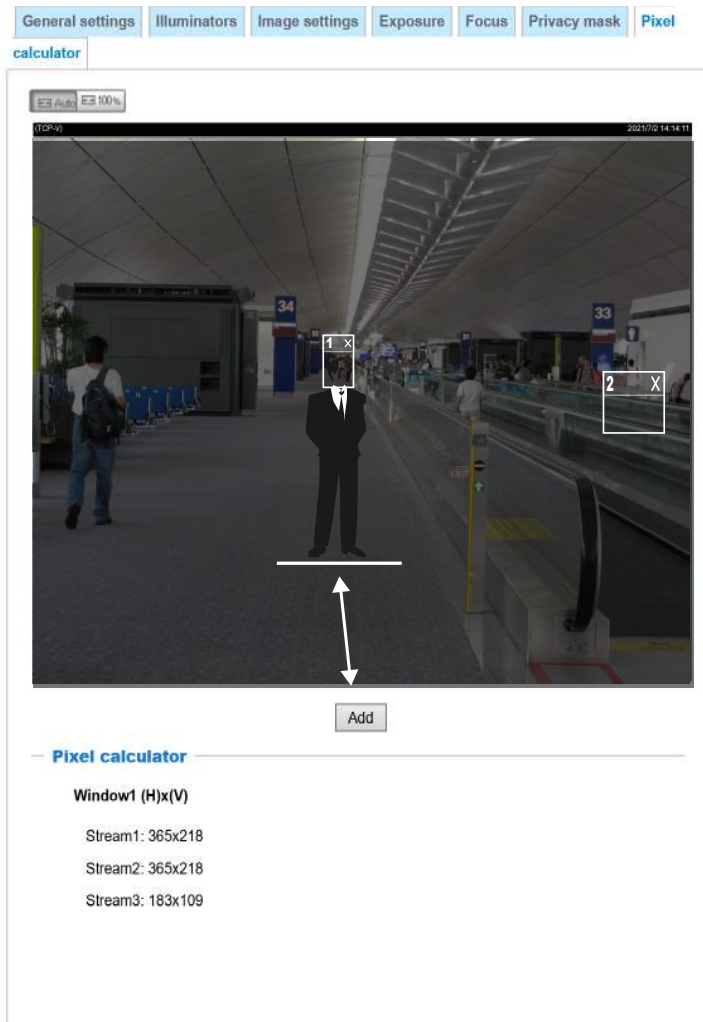 General settings Illuminators Image settings Exposure Focus Privacy mask Pixel
calculator
Auto 100%
(TCP-V) 2021/7/2 14:14:11
34
33
1 X
2 X
Add
Pixel calculator
Window1 (H)x(V)
Stream1: 365x218
Stream2: 365x218
Stream3: 183x109